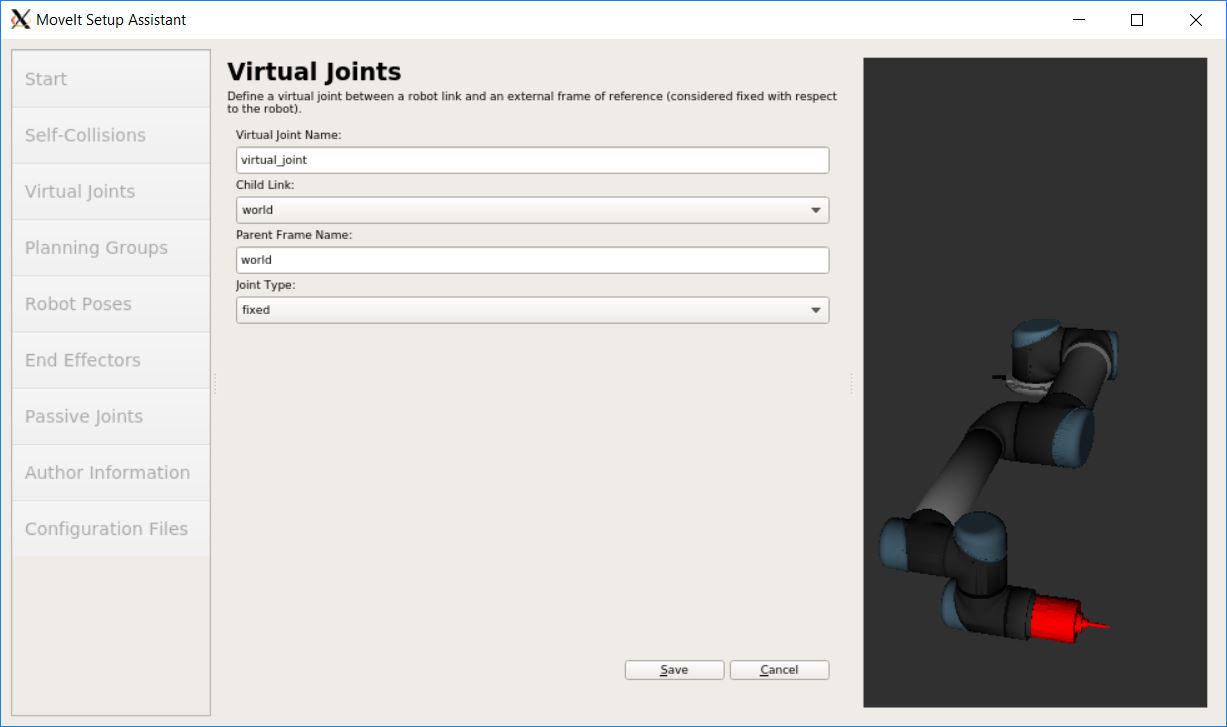 MoveIt Setup Assistant
Start
Self-Collisions
Virtual Joints
Planning Groups
Robot Poses
End Effectors
Passive Joints
Author Information
Configuration Files
Virtual Joints
Define a virtual joint between a robot link and an external frame of reference (considered fixed with respect
to the robot).
Virtual Joint Name:
virtual_joint
Child Link:
world
Parent Frame Name:
world
Joint Type:
fixed
Save
Cancel